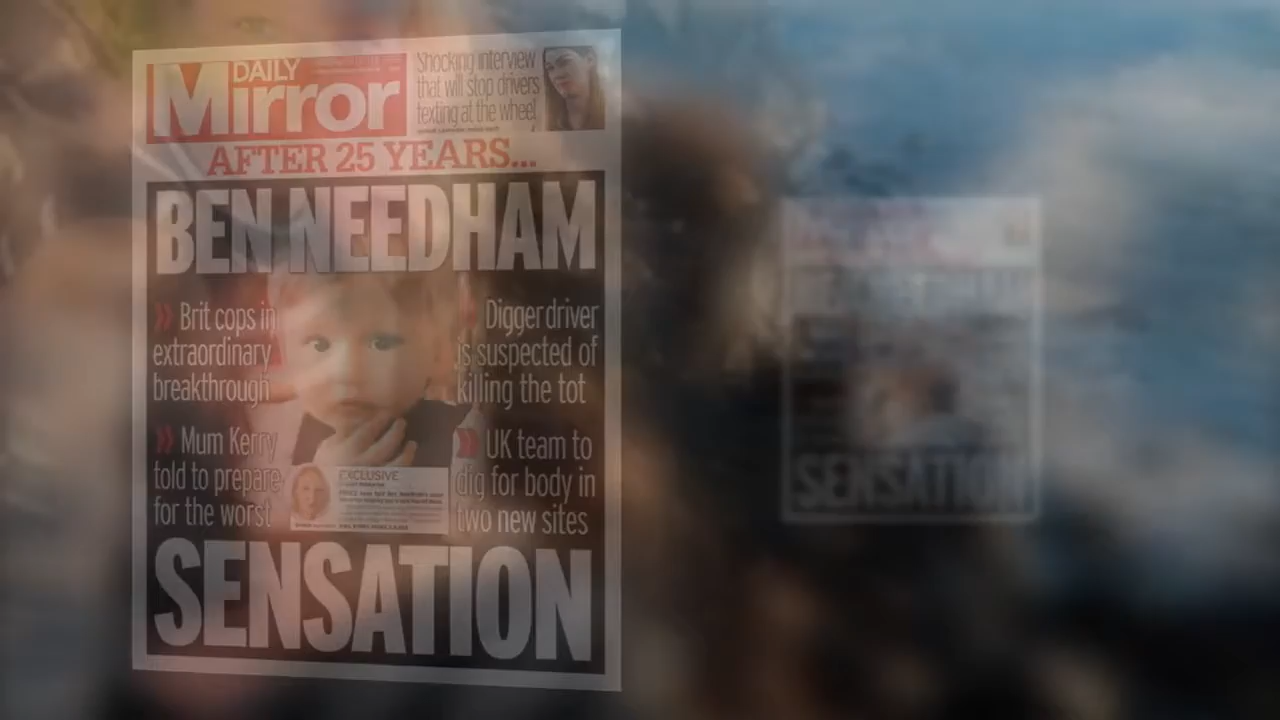 DAILY
Mirror
Shocking interview
that will stop drivers
texting at the wheel
AFTER 25 YEARS...
BEN NEEDHAM
» Brit cops in
extraordinary
breakthrough
» Mum Kerry
told to prepare
for the worst
Digger driver
is suspected of
killing the tot
» UK team to
dig for body in
two new sites
EXCLUSIVE
SENSATION
SENSATION